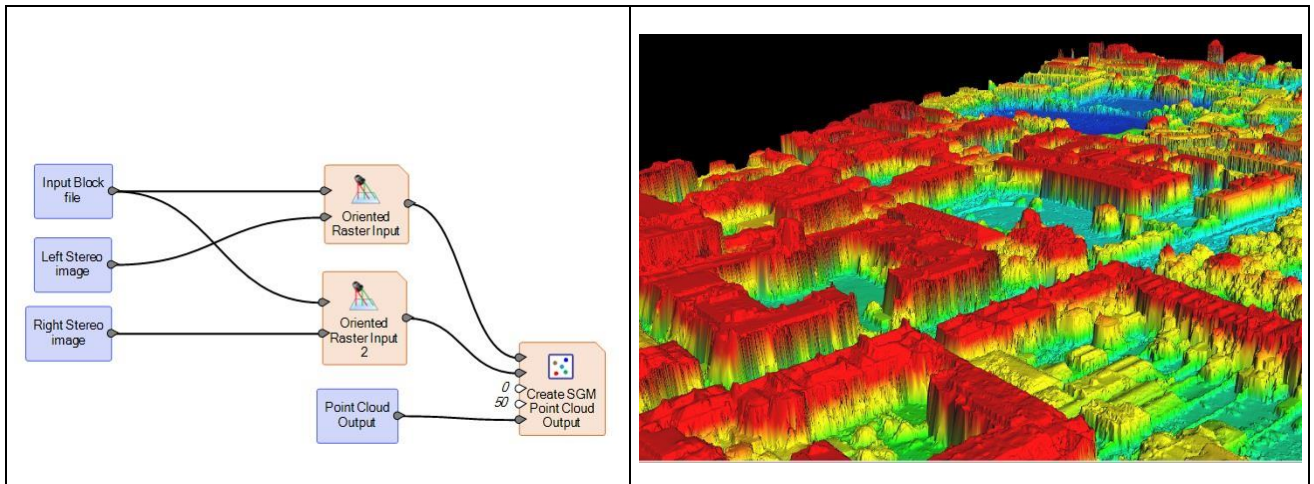 Input Block
file
Left Stereo
image
Right Stereo
image
Oriented
Raster Input
Oriented
Raster Input
2
Point Cloud
Output
0
50
Create SGM
Point Cloud
Output